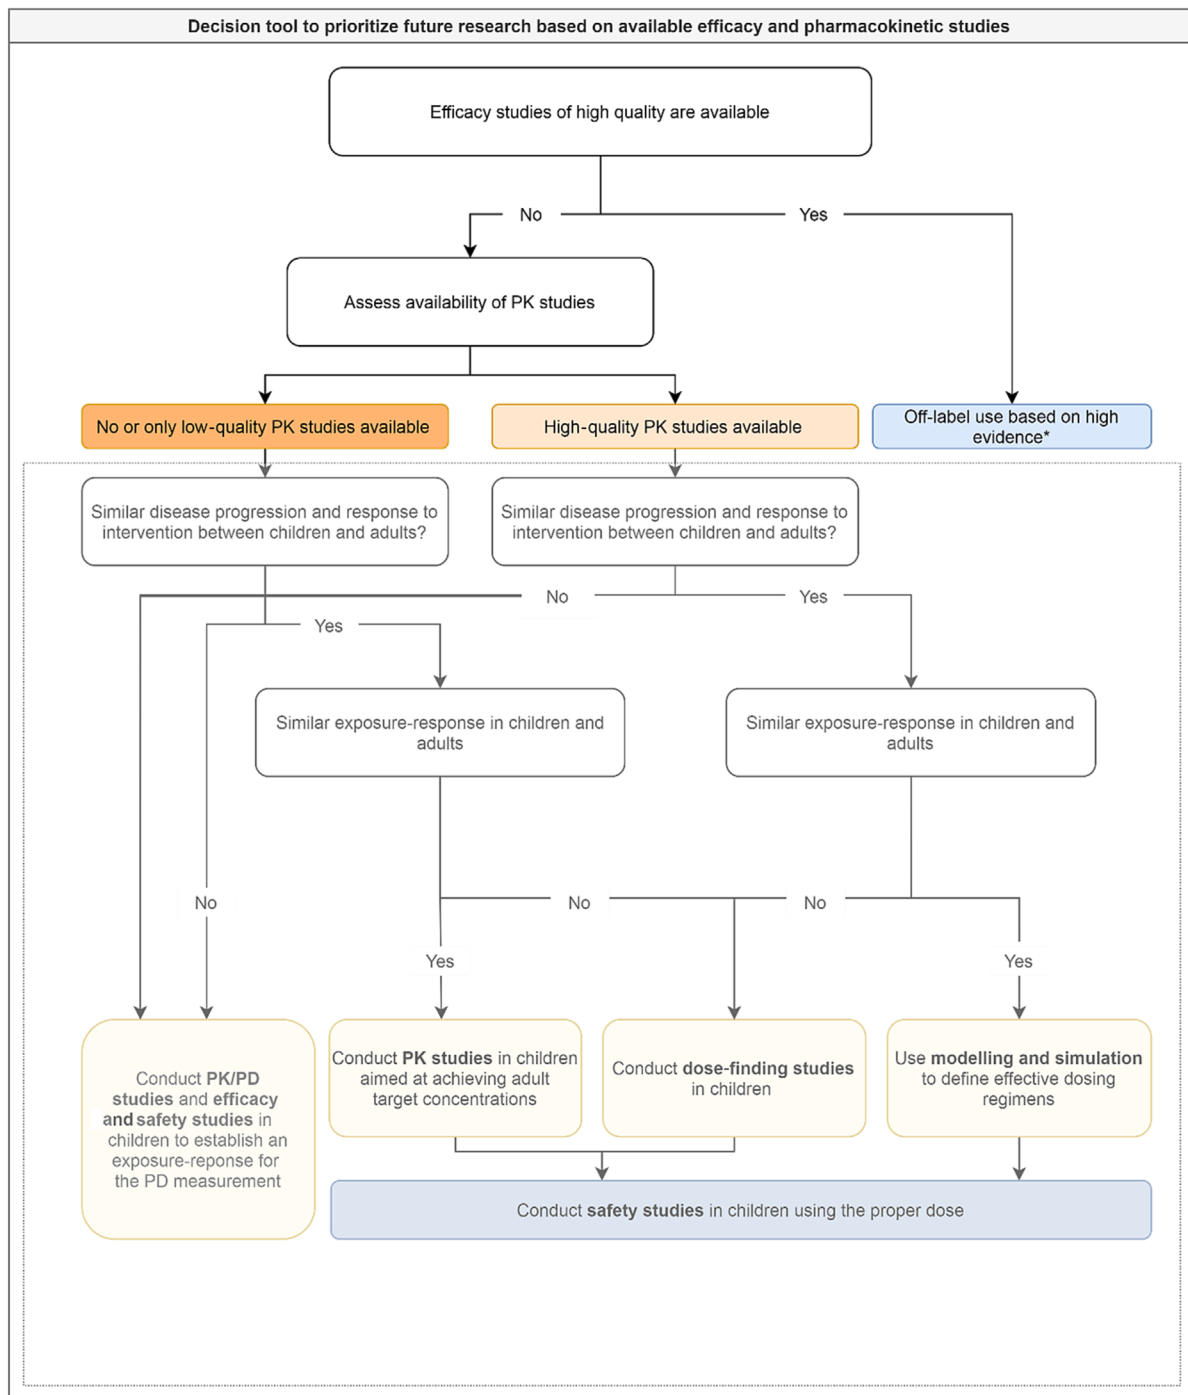 Decision tool to prioritize future research based on available efficacy and pharmacokinetic studies
Efficacy studies of high quality are available
No
Yes
Assess availability of PK studies
No or only low-quality PK studies available
High-quality PK studies available
Off-label use based on high
evidence*
Similar disease progression and response to
intervention between children and adults?
Similar disease progression and response to
intervention between children and adults?
No
Yes
Yes
Similar exposure-response in children and
adults
Similar exposure-response in children and
adults
No
No
No
Yes
Yes
Conduct PK/PD
studies and efficacy
and safety studies in
children to establish an
exposure-reponse for
the PD measurement
Conduct PK studies in children
aimed at achieving adult
target concentrations
Conduct dose-finding studies
in children
Use modelling and simulation
to define effective dosing
regimens
Conduct safety studies in children using the proper dose